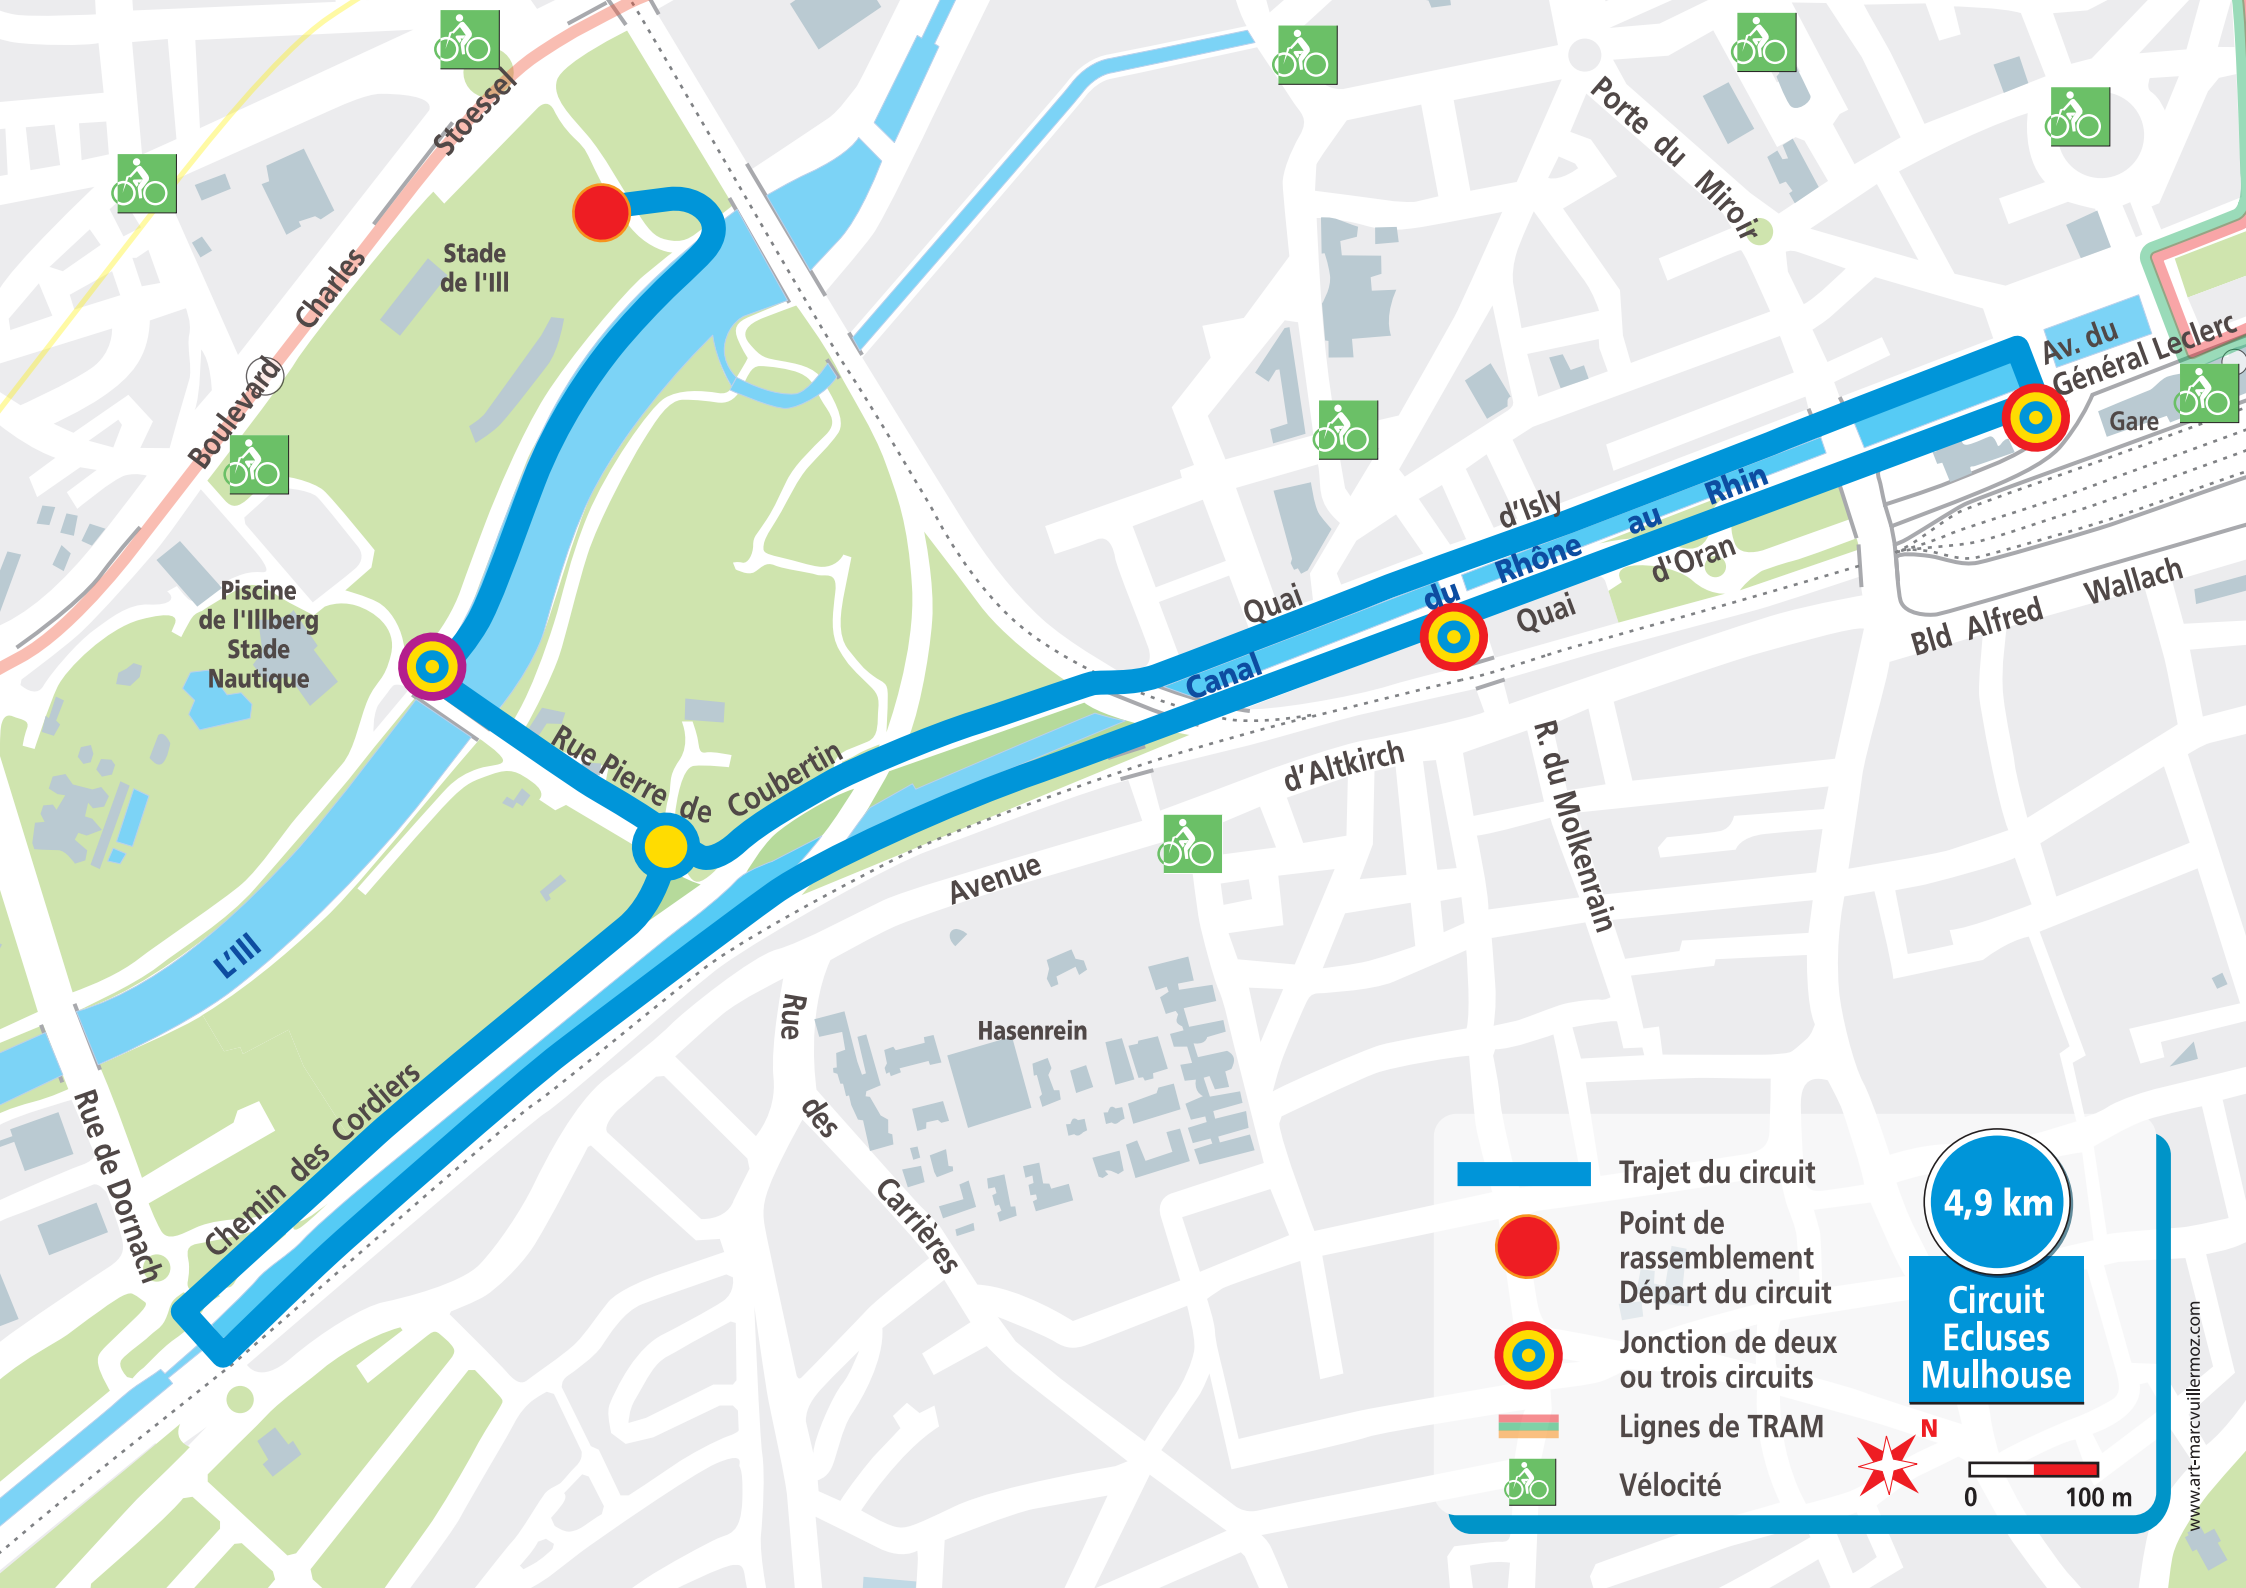 Stoessel
Charles
Boulevard
Stade
de l'Ill
Piscine
de l'Illberg
Stade
Nautique
Porte du Miroir
Av. du
Général Leclerc
Gare
Quai d'Isly
Canal du Rhône au Rhin
Quai d'Oran
Bld Alfred Wallach
Rue Pierre de Coubertin
Avenue d'Altkirch
R. du Molkenrain
L'Ill
Hasenrein
Rue des Carrières
Chemin des Cordiers
Rue de Dornach
Trajet du circuit
Point de
rassemblement
Départ du circuit
Jonction de deux
ou trois circuits
Lignes de TRAM
Vélocité
4,9 km
Circuit
Ecluses
Mulhouse
N
0 100 m
www.art-marcvuillermoz.com